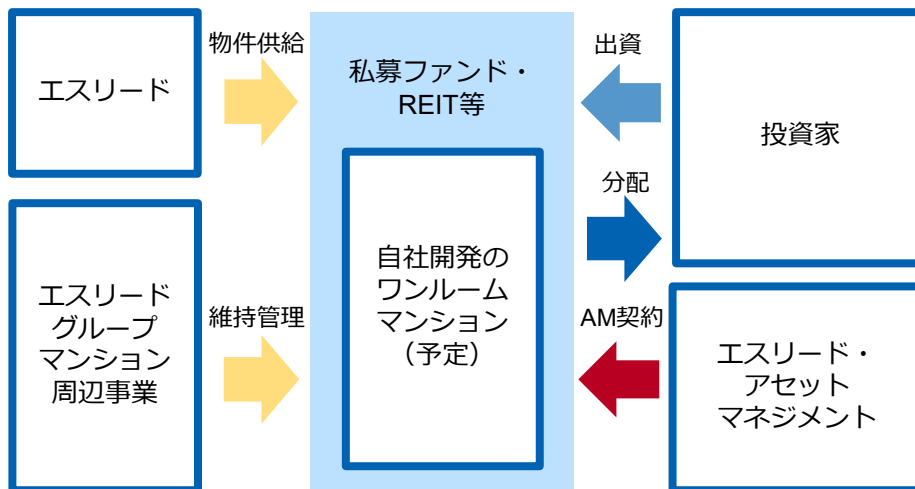 物件供給
エスリード
私募ファンド・
REIT等
出資
投資家
分配
エスリード
グループ
マンション
周辺事業
維持管理
自社開発の
ワンルーム
マンション
（予定）
AM契約
エスリード・
アセット
マネジメント